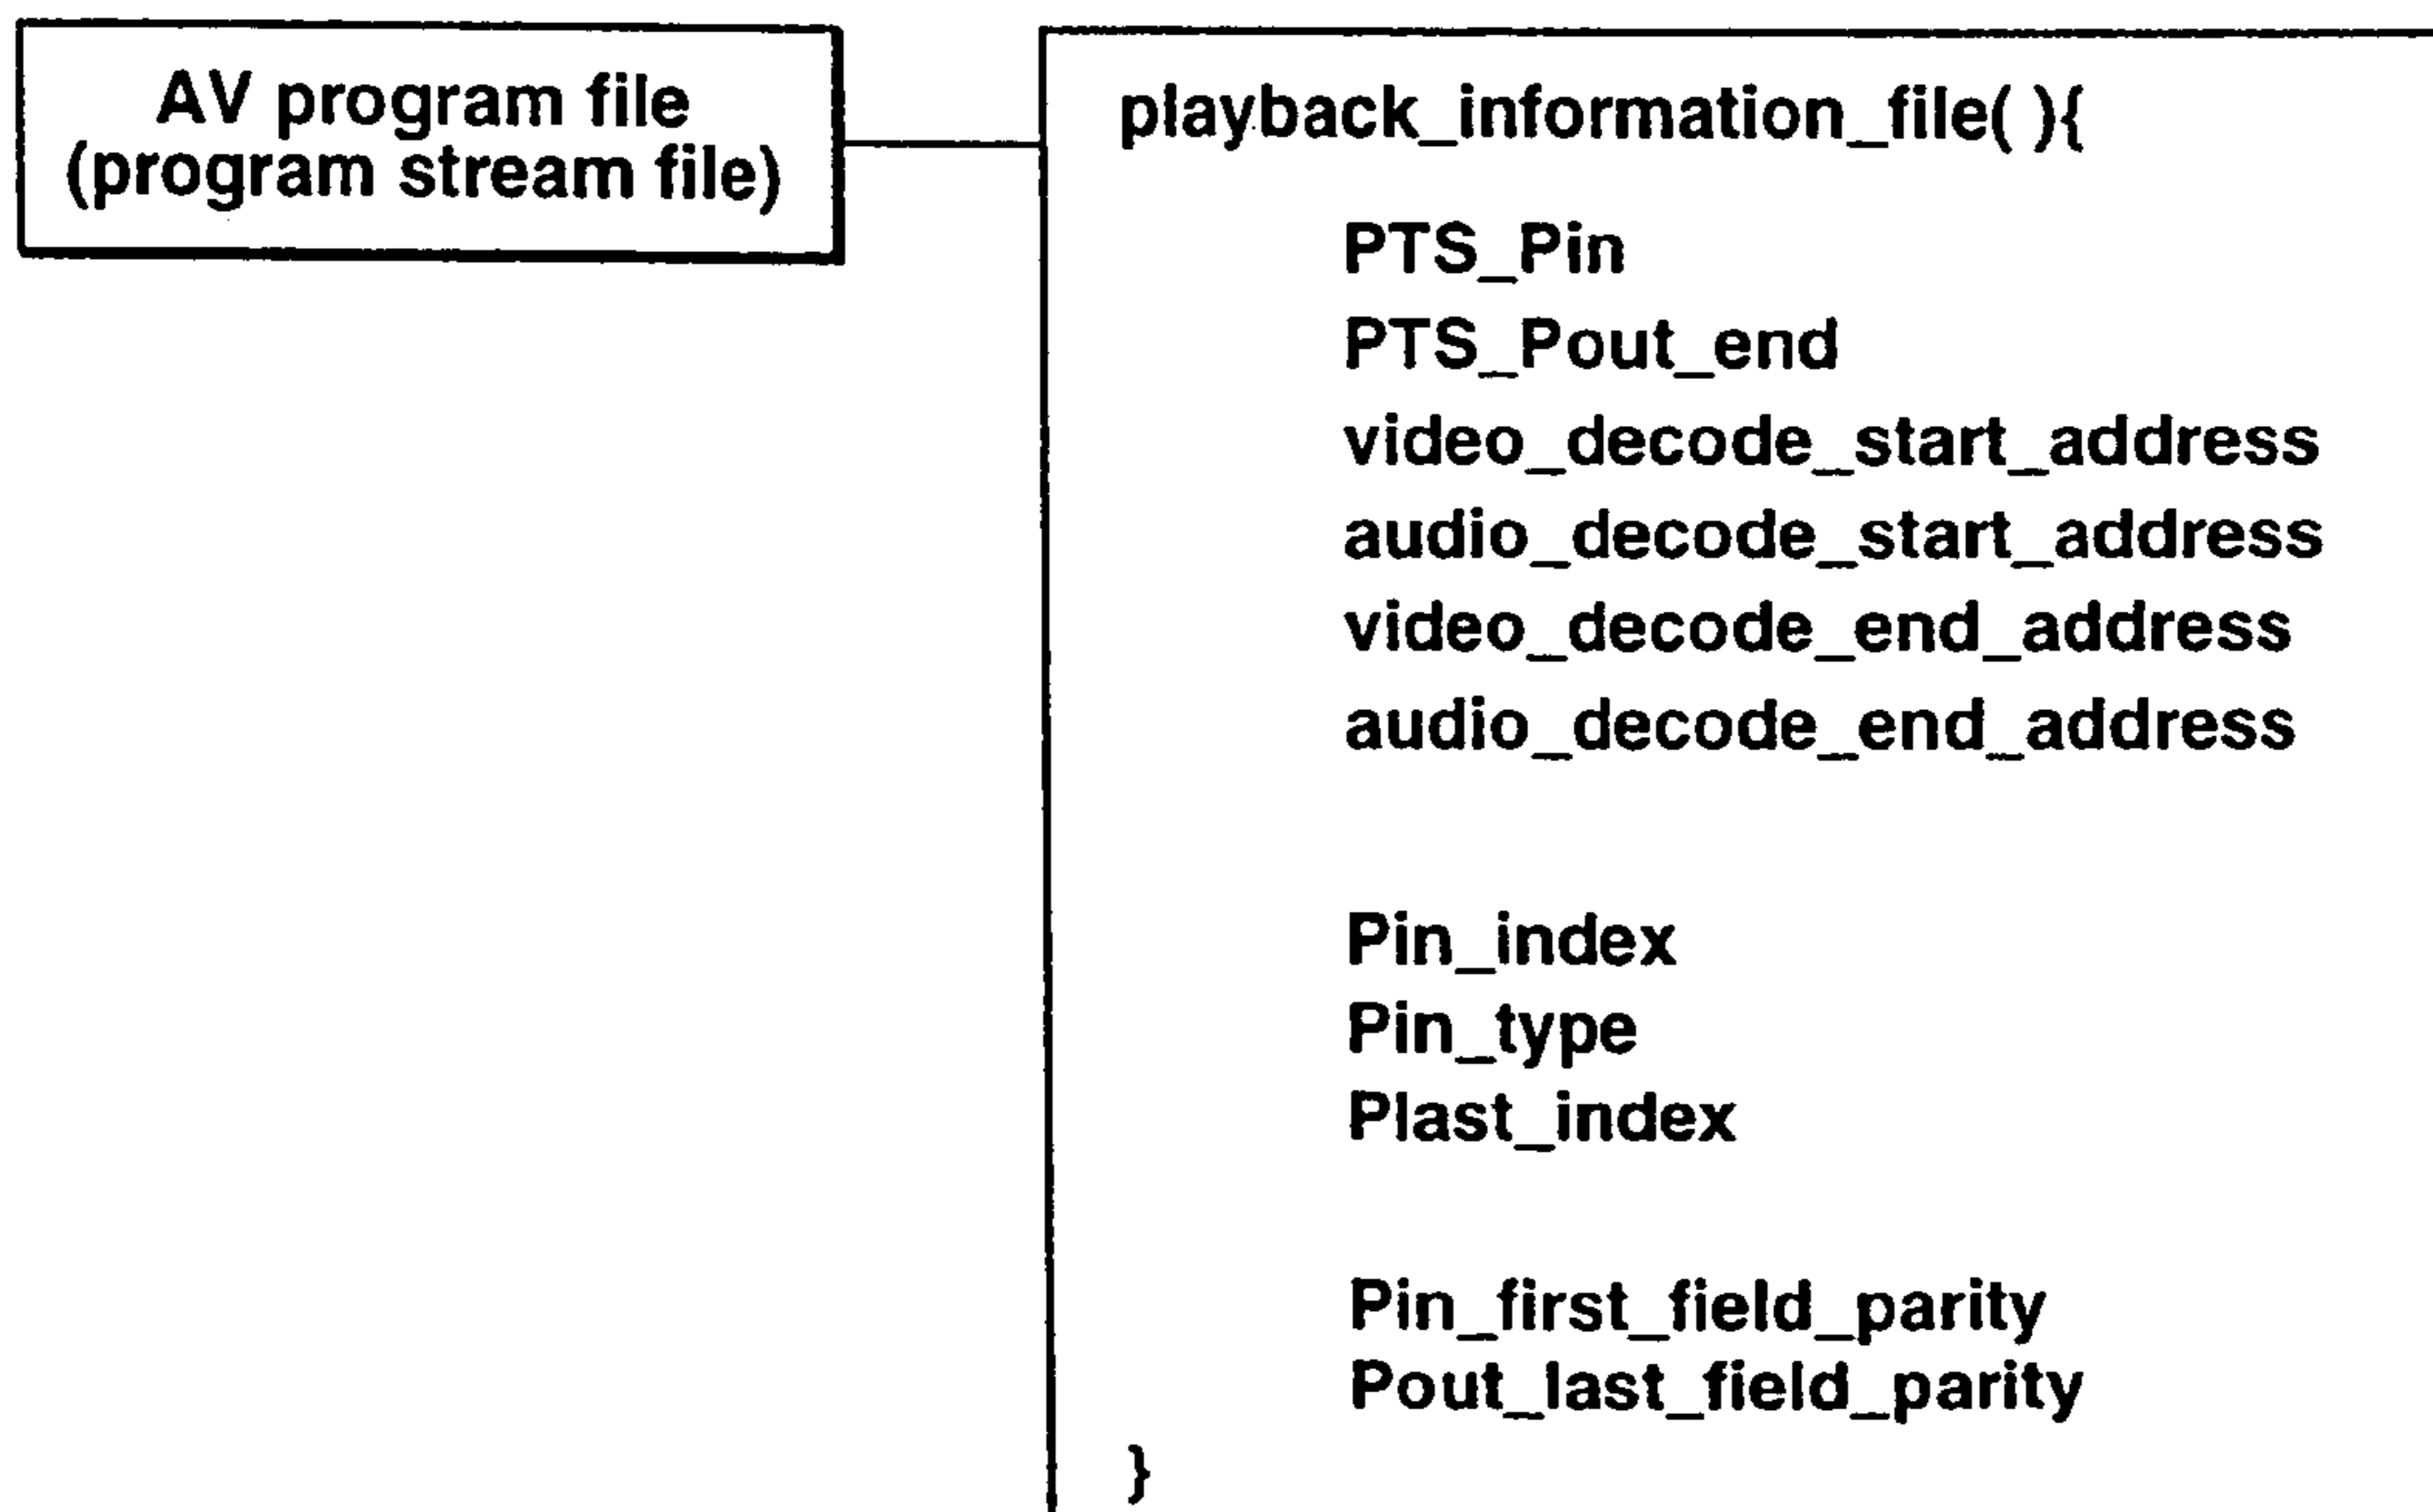 AV program file
(program stream file)
playback_information_file( ){
PTS_Pin
PTS_Pout_end
video_decode_start_address
audio_decode_start_address
video_decode_end_address
audio_decode_end_address
Pin_index
Pin_type
Plast_index
Pin_first_field_parity
Pout_last_field_parity
}